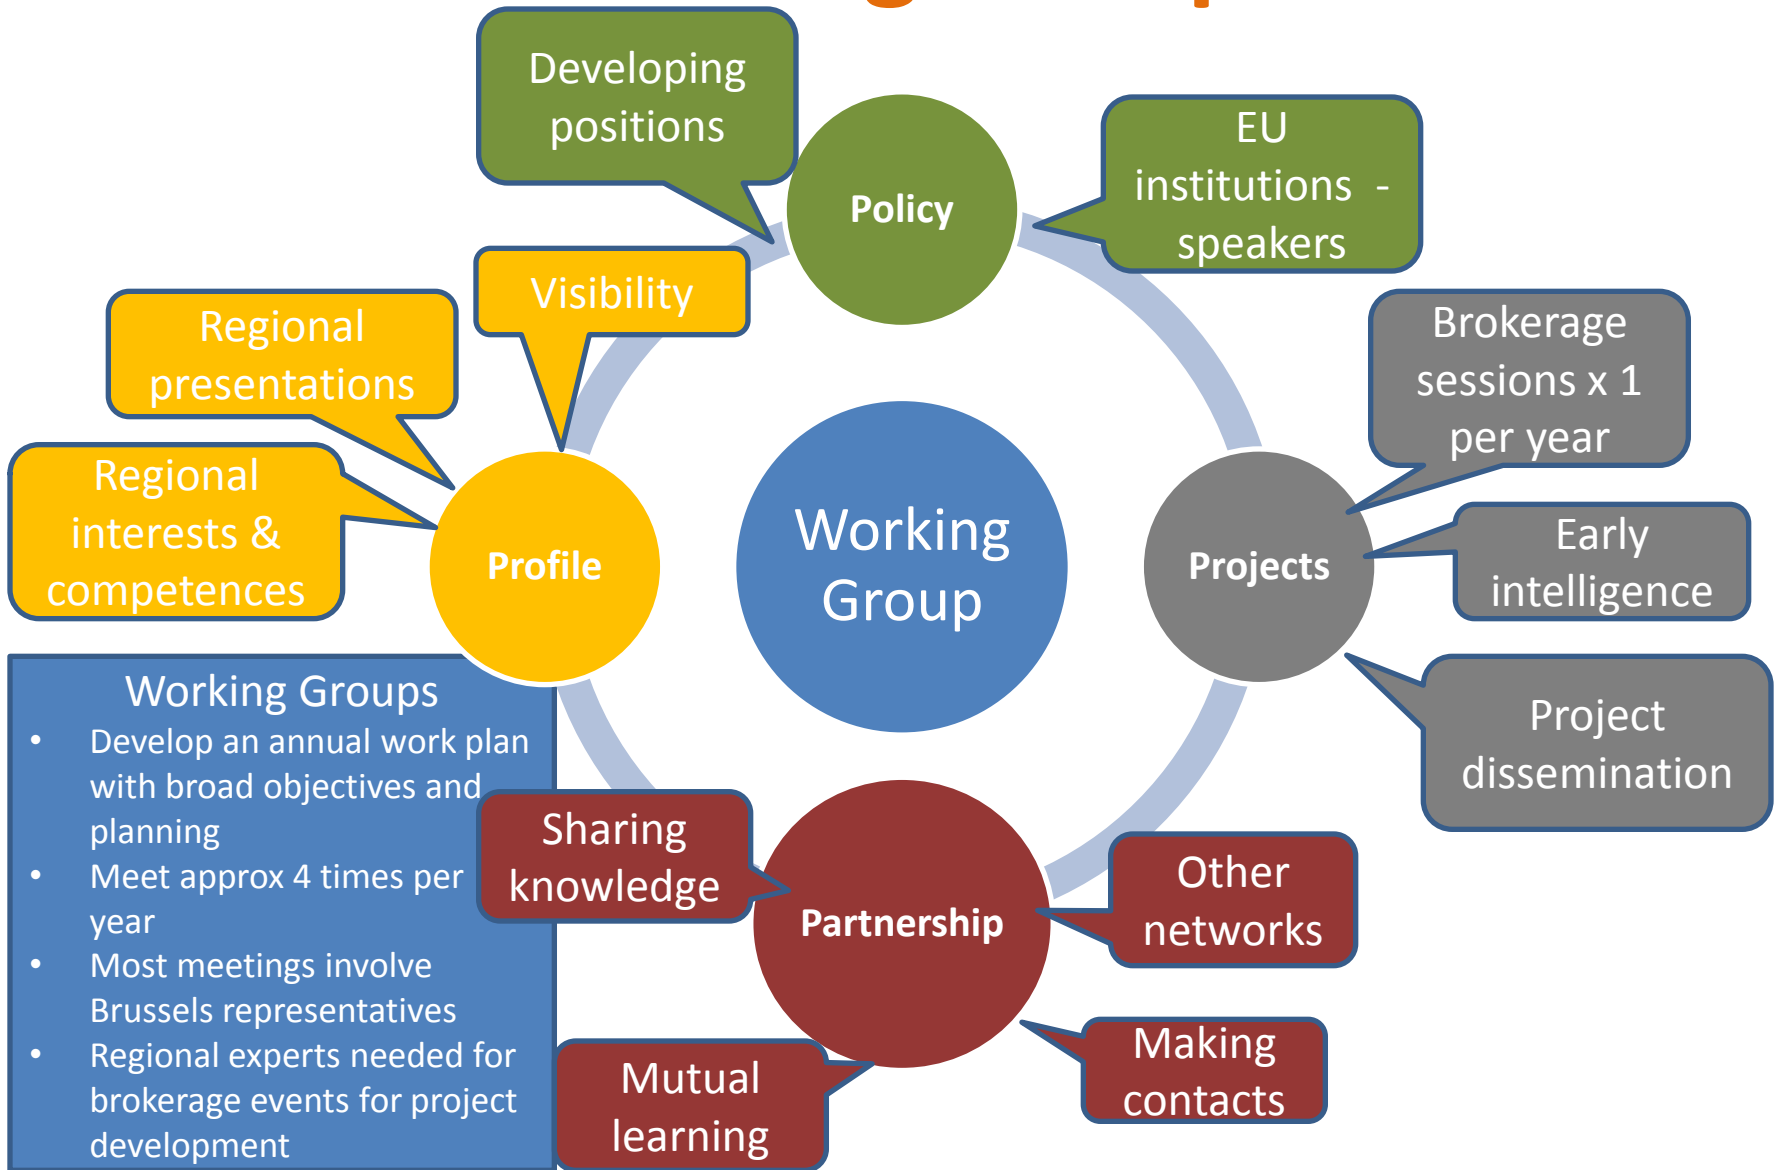 Developing
positions
Policy
EU
institutions -
speakers
Visibility
Regional
presentations
Regional
interests &
competences
Profile
Working
Group
Projects
Brokerage
sessions x 1
per year
Early
intelligence
Project
dissemination
Working Groups
• Develop an annual work plan
with broad objectives and
planning
• Meet approx 4 times per
year
• Most meetings involve
Brussels representatives
• Regional experts needed for
brokerage events for project
development
Sharing
knowledge
Partnership
Other
networks
Mutual
learning
Making
contacts